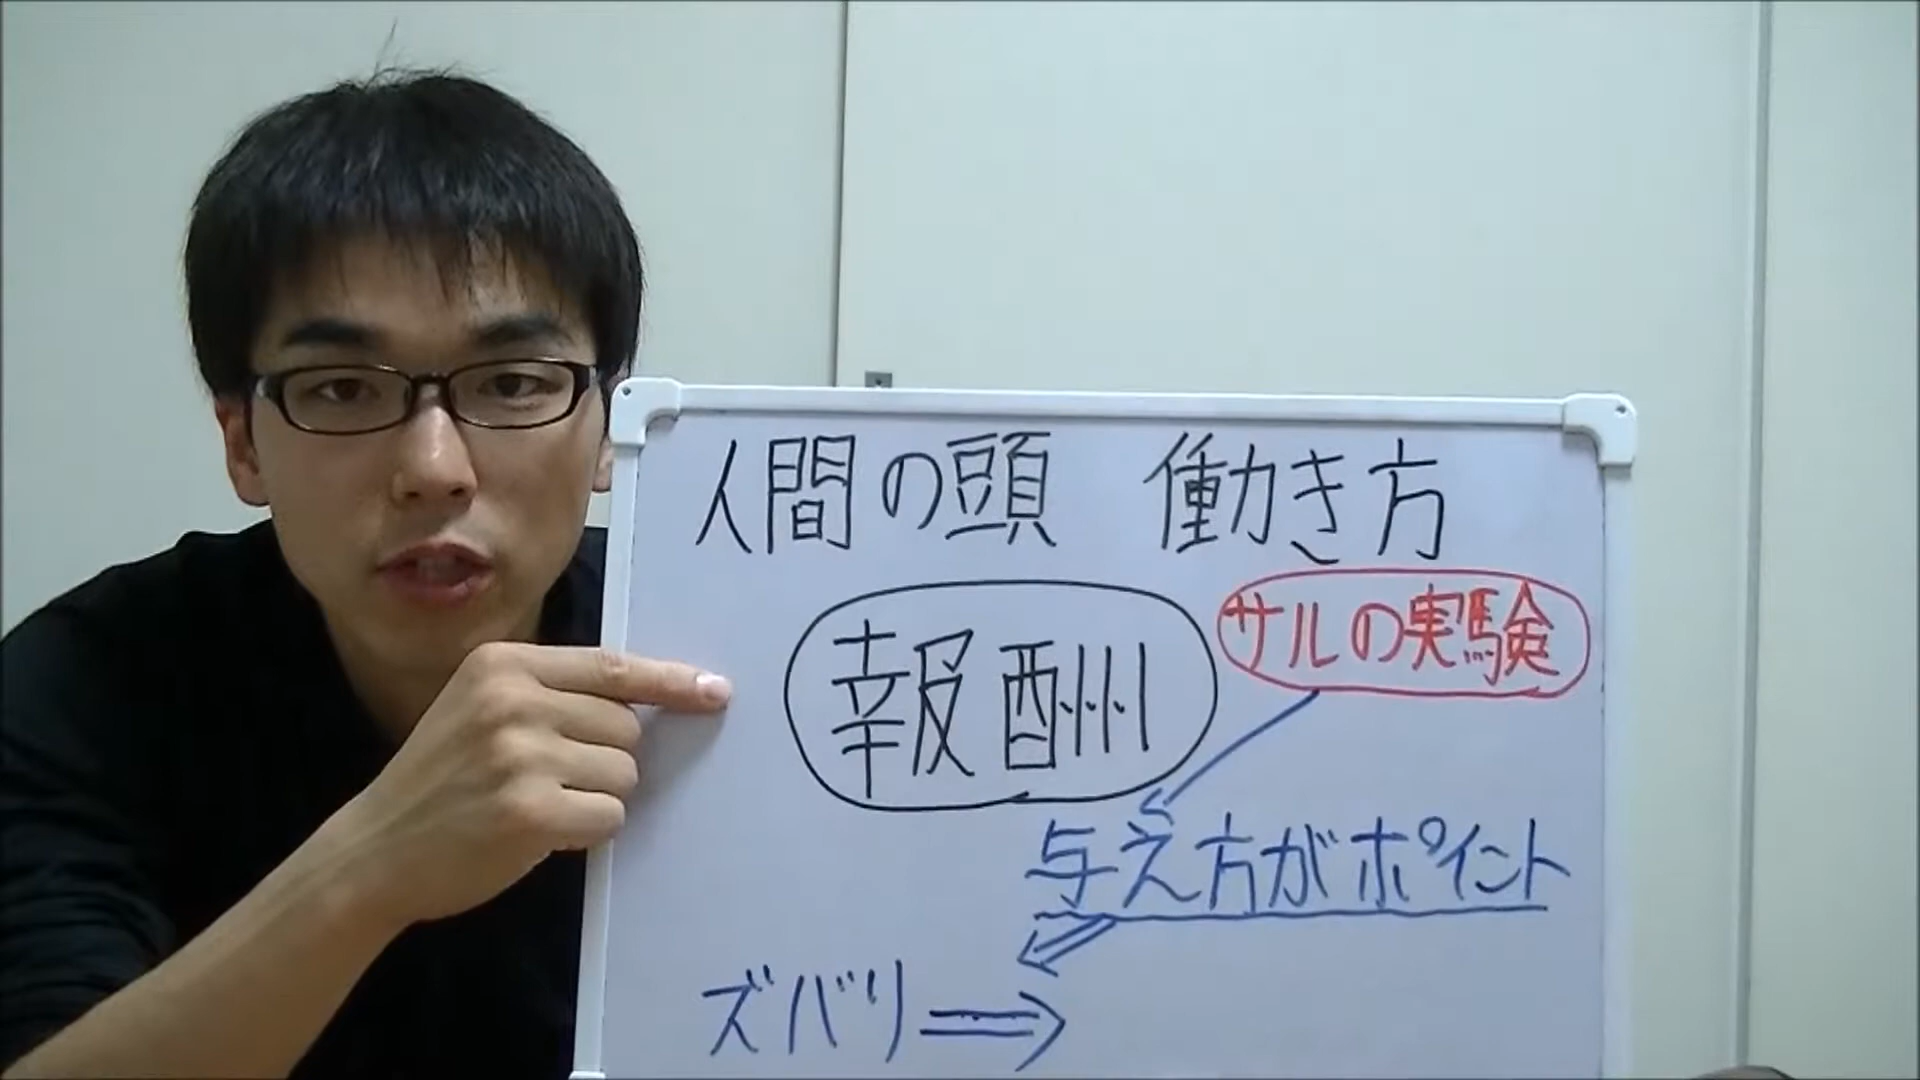 人間の頭 働き方
報酬
サルの実験
与え方がポイント
ズバリ⇒